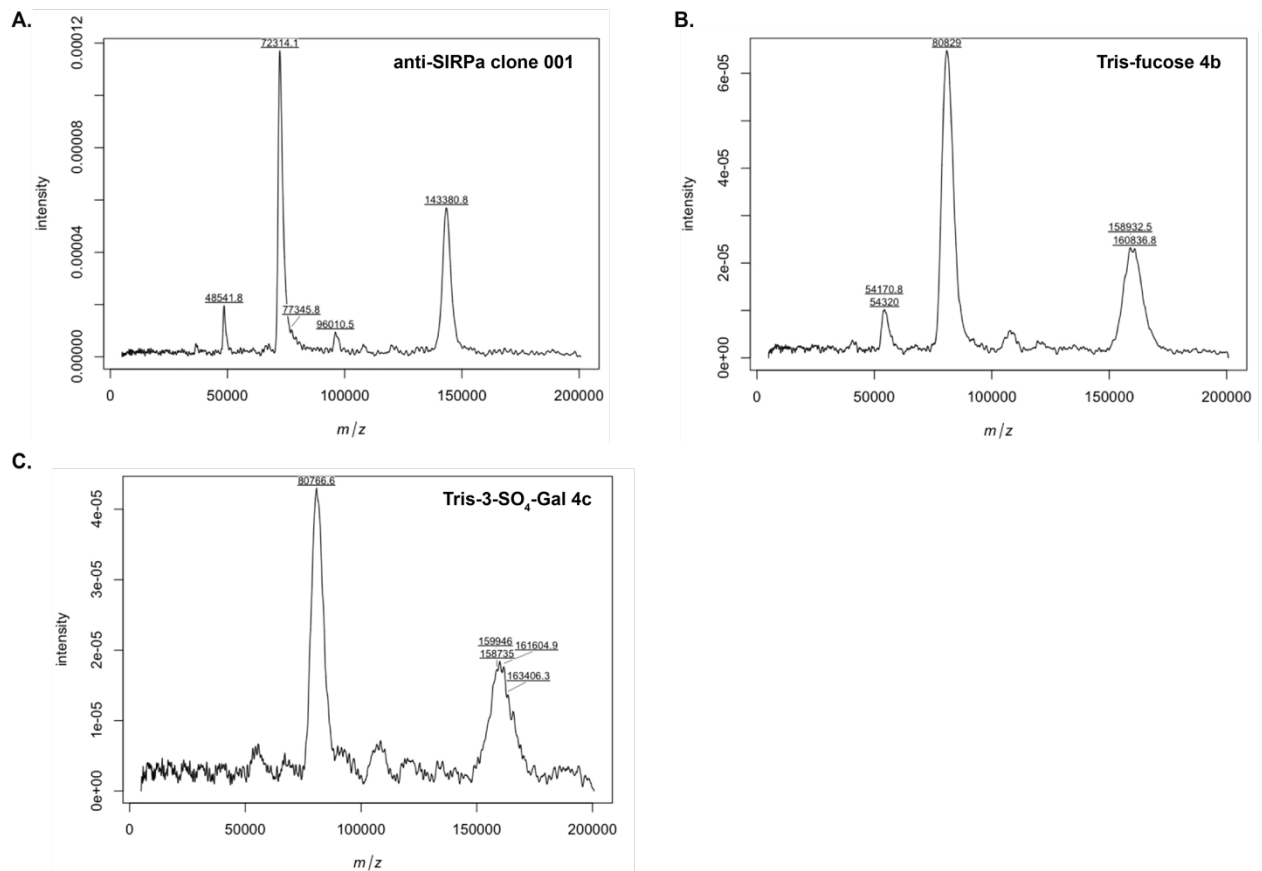 A.
anti-SIRPa clone 001
72314.1
143380.8
48541.8
77345.8
96010.5
intensity
0.00012
0.00008
0.00004
0.00000
0 50000 100000 150000 200000
m/z
B.
Tris-fucose 4b
80829
158932.5
160836.8
54170.8
54320
intensity
6e-05
4e-05
2e-05
0e+00
0 50000 100000 150000 200000
m/z
C.
Tris-3-SO₄-Gal 4c
80766.6
159946
161604.9
158735
163406.3
intensity
4e-05
3e-05
2e-05
1e-05
0e+00
0 50000 100000 150000 200000
m/z